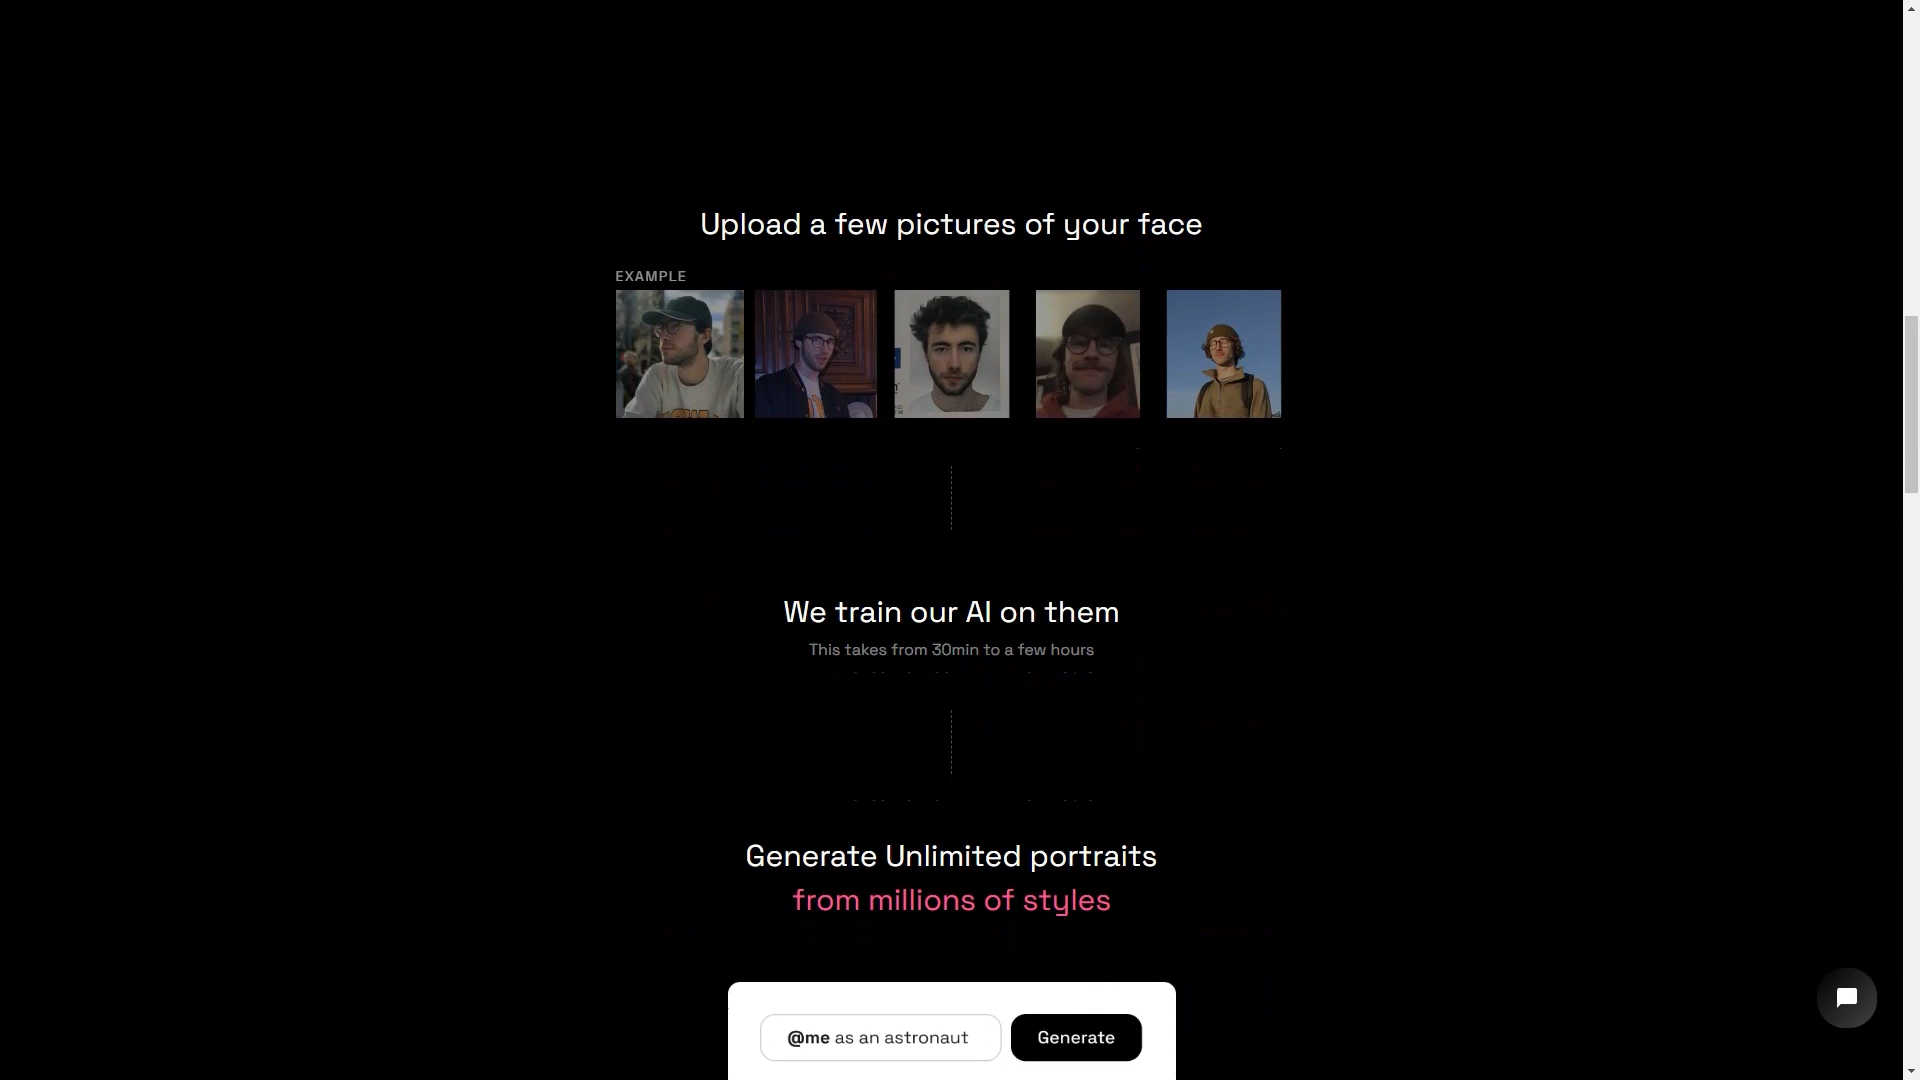 Upload a few pictures of your face
EXAMPLE
We train our AI on them
This takes from 30min to a few hours
Generate Unlimited portraits
from millions of styles
@me as an astronaut
Generate